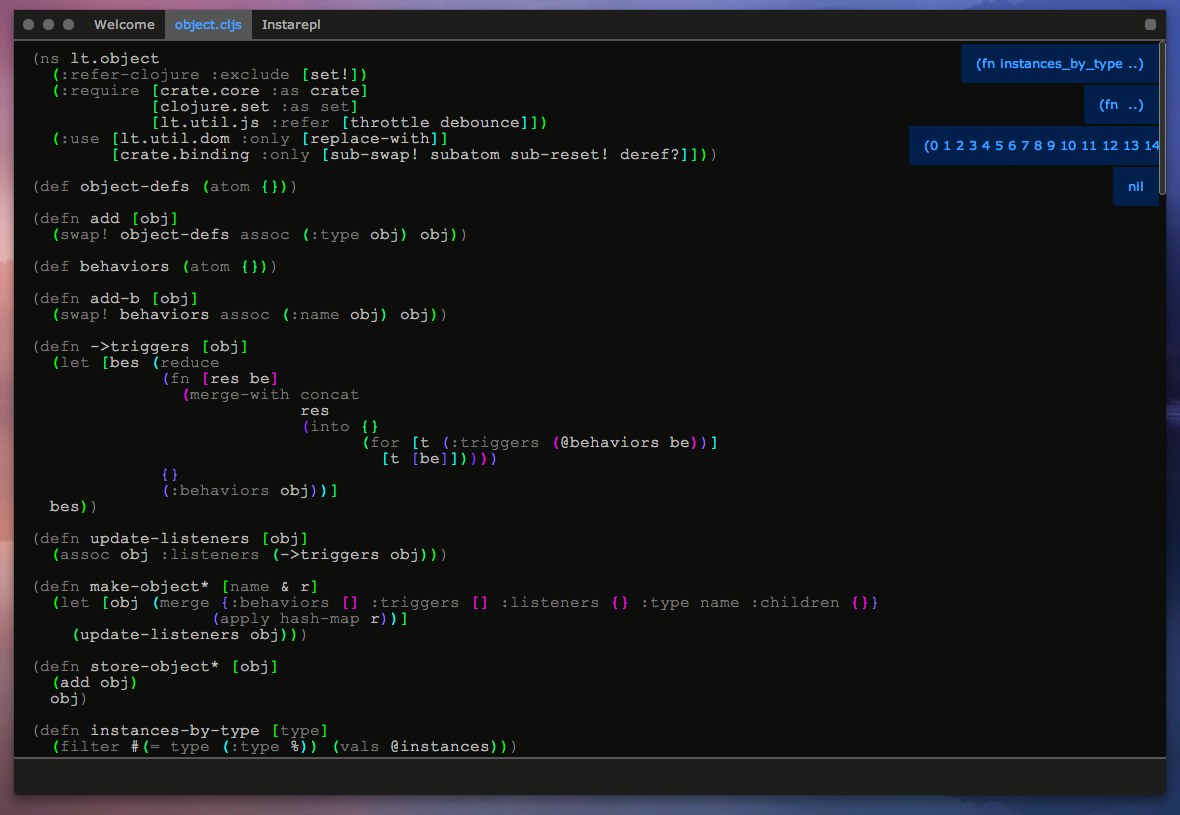 Welcome object.cljs Instarepl
(ns lt.object
(:refer-clojure :exclude [set!])
(:require [crate.core :as crate]
[clojure.set :as set]
[lt.util.js :refer [throttle debounce]])
(:use [lt.util.dom :only [replace-with]]
[crate.binding :only [sub-swap! subatom sub-reset! deref?]]))
(fn instances_by_type ..)
(fn  ..)
(0 1 2 3 4 5 6 7 8 9 10 11 12 13 14
nil
(def object-defs (atom {}))
(defn add [obj]
(swap! object-defs assoc (:type obj) obj))
(def behaviors (atom {}))
(defn add-b [obj]
(swap! behaviors assoc (:name obj) obj))
(defn ->triggers [obj]
(let [bes (reduce
(fn [res be]
(merge-with concat
res
(into {}
(for [t (:triggers (@behaviors be))]
[t [be]]))))
{}
(:behaviors obj))]
bes))
(defn update-listeners [obj]
(assoc obj :listeners (->triggers obj)))
(defn make-object* [name & r]
(let [obj (merge {:behaviors [] :triggers [] :listeners {} :type name :children {}}
(apply hash-map r))]
(update-listeners obj)))
(defn store-object* [obj]
(add obj)
obj)
(defn instances-by-type [type]
(filter #(= type (:type %)) (vals @instances)))